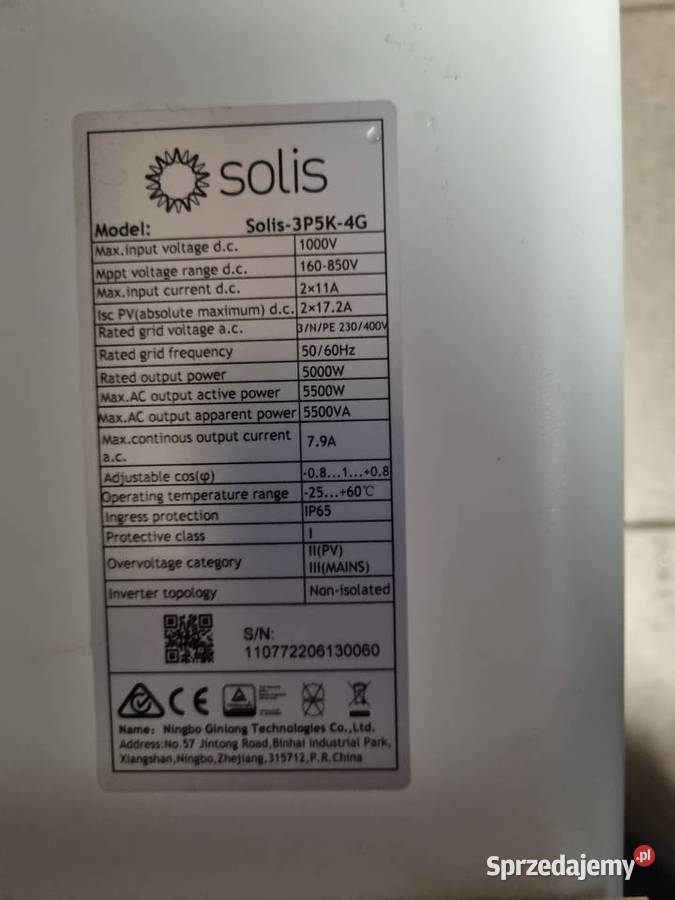 solis
Model: Solis-3P5K-4G
Max.input voltage d.c. 1000V
Mppt voltage range d.c. 160-850V
Max.input current d.c. 2×11A
Isc PV(absolute maximum) d.c. 2×17.2A
Rated grid voltage a.c. 3/N/PE 230/400V
Rated grid frequency 50/60Hz
Rated output power 5000W
Max.AC output active power 5500W
Max.AC output apparent power 5500VA
Max.continous output current a.c. 7.9A
Adjustable cos(φ) -0.8...1...+0.8
Operating temperature range -25...+60℃
Ingress protection IP65
Protective class I
Overvoltage category II(PV)
III(MAINS)
Inverter topology Non-isolated
S/N:
110772206130060
CE
Name: Ningbo Ginlong Technologies Co.,Ltd.
Address:No.57 Jintong Road,Binhai Industrial Park,
Xiangshan,Ningbo,Zhejiang,315712,P.R.China
Sprzedajemy.pl